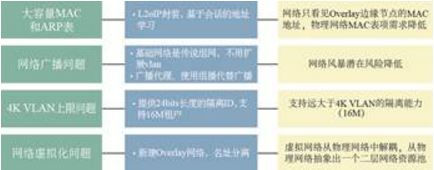 大容量MAC
和ARP表
L2oIP封装,基于会话的地址
学习
网络只看见Overlay边缘节点的MAC
地址,物理网络MAC表项需求降低
网络广播问题
基础网络是传统组网,不用扩
展vlan
广播代理,使用组播代替广播
网络风暴潜在风险降低
4K VLAN上限问题
提供24bits长度的隔离ID,支
持16M租户
支持远大于4K VLAN的隔离能力
(16M)
网络虚拟化问题
新建Overlay网络,名址分离
虚拟网络从物理网络中解耦,从物
理网络抽象出一个二层网络资源池